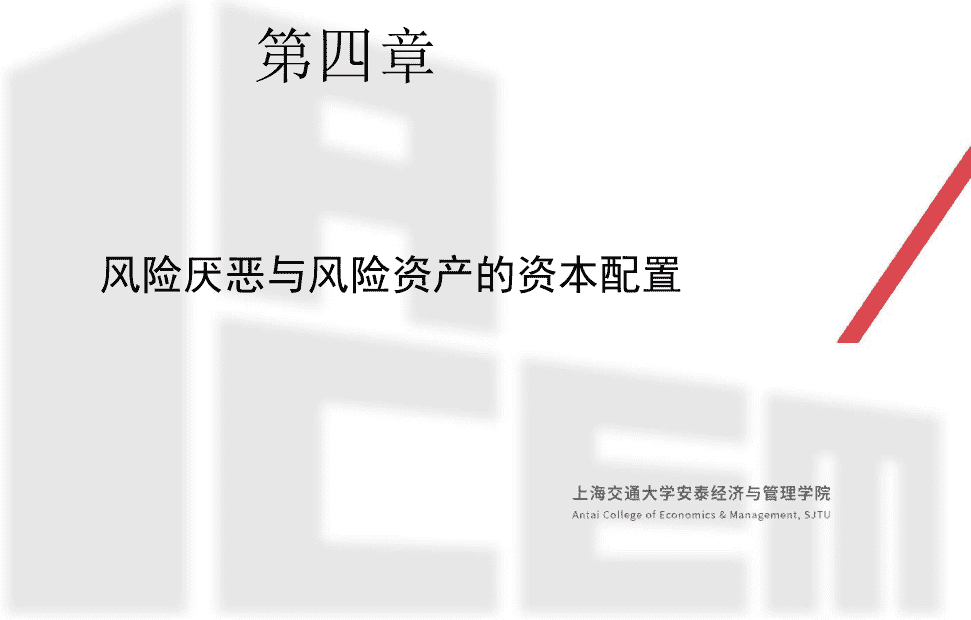 第四章
风险厌恶与风险资产的资本配置
上海交通大学安泰经济与管理学院
Antai College of Economics & Management, SJTU
ACEM